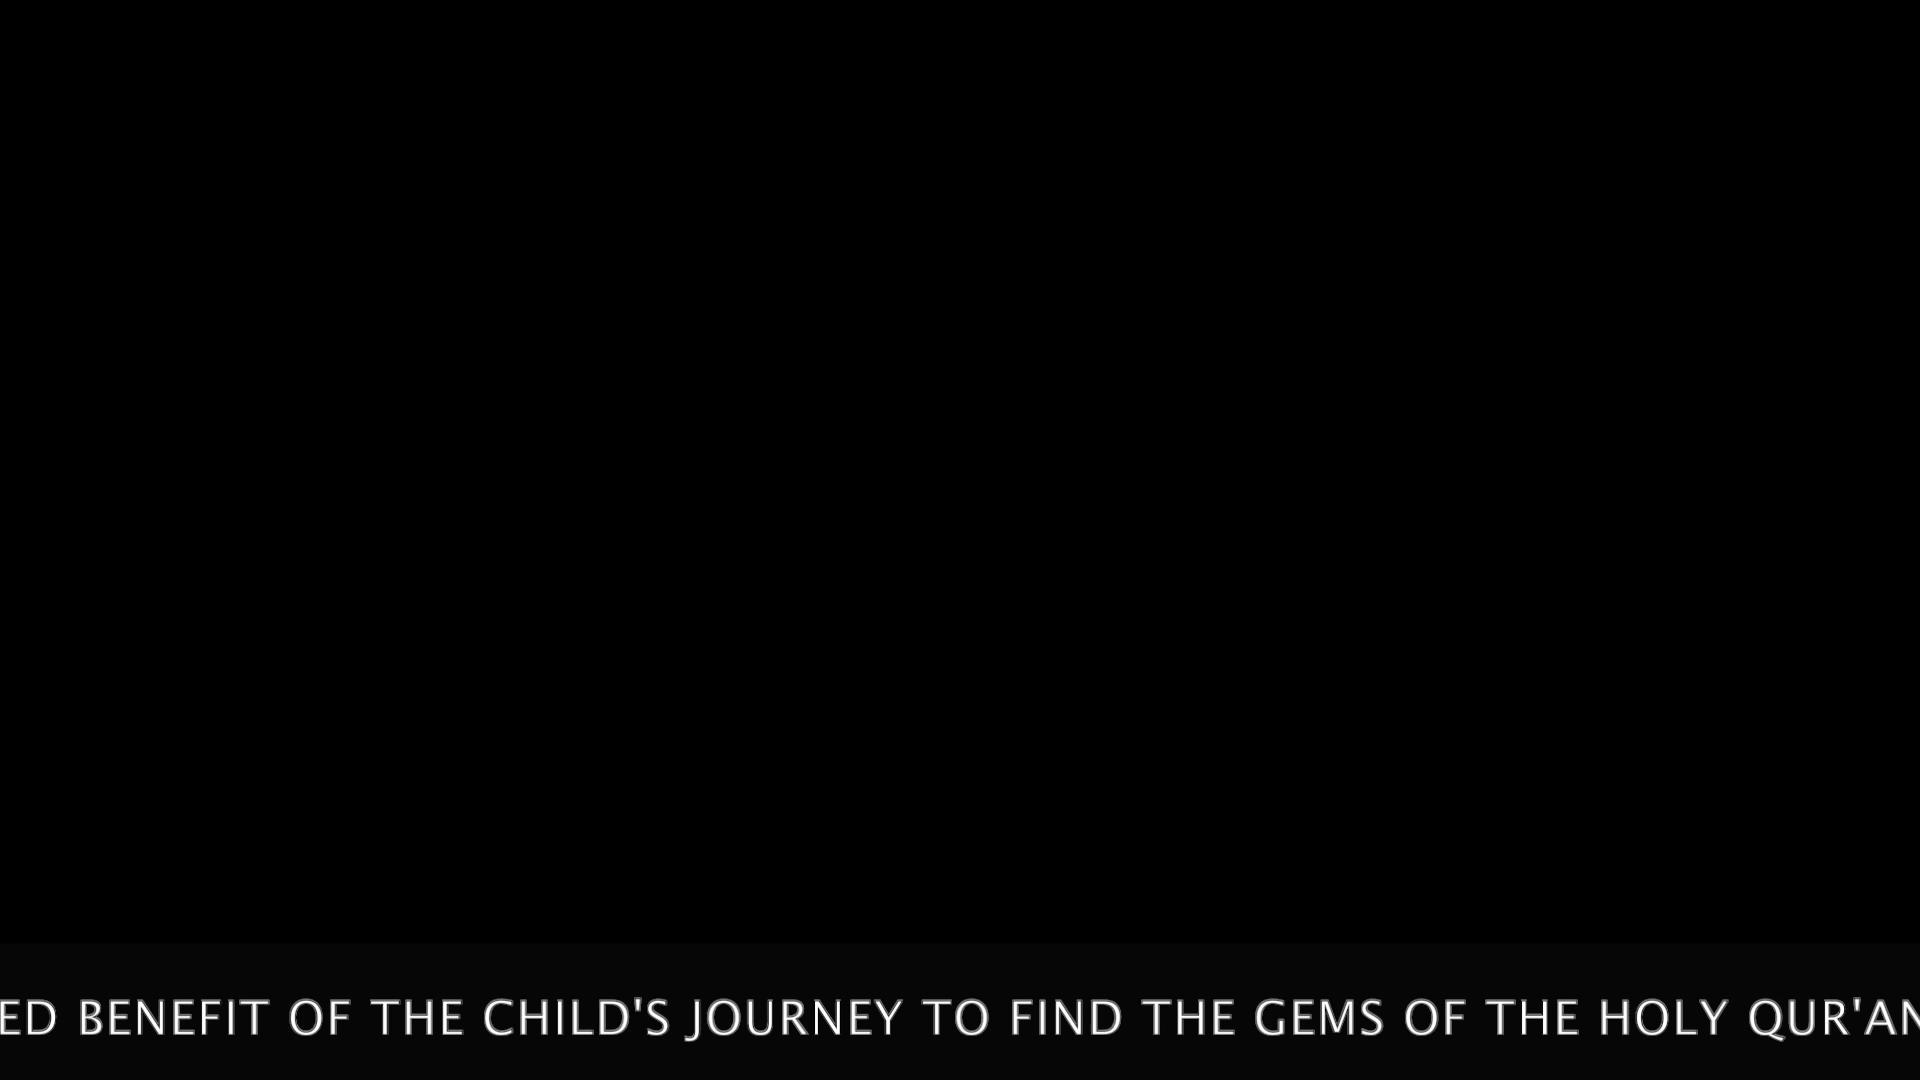 ED BENEFIT OF THE CHILD'S JOURNEY TO FIND THE GEMS OF THE HOLY QUR'AN